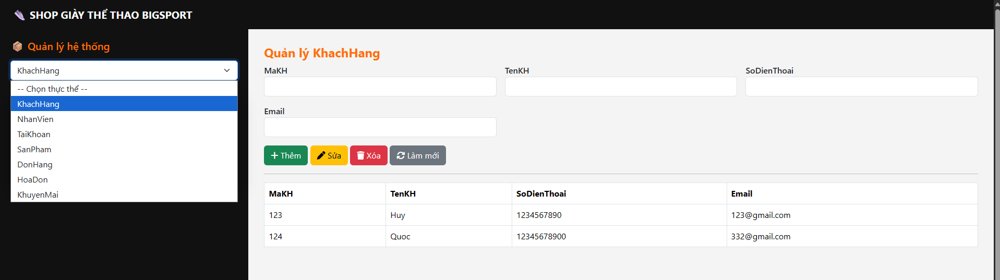 SHOP GIÀY THỂ THAO BIGSPORT
Quản lý hệ thống
KhachHang
-- Chọn thực thể --
KhachHang
NhanVien
TaiKhoan
SanPham
DonHang
HoaDon
KhuyenMai
Quản lý KhachHang
MaKH TenKH SoDienThoai
Email
Thêm Sửa Xóa Làm mới
MaKH TenKH SoDienThoai Email
123 Huy 1234567890 123@gmail.com
124 Quoc 12345678900 332@gmail.com